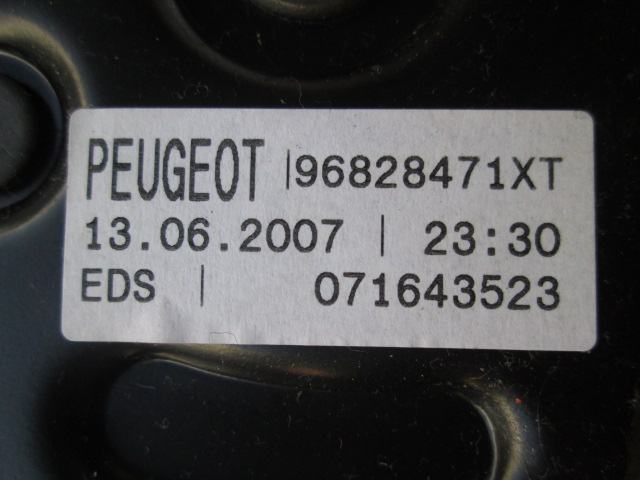 PEUGEOT |96828471XT
13.06.2007 | 23:30
EDS | 071643523